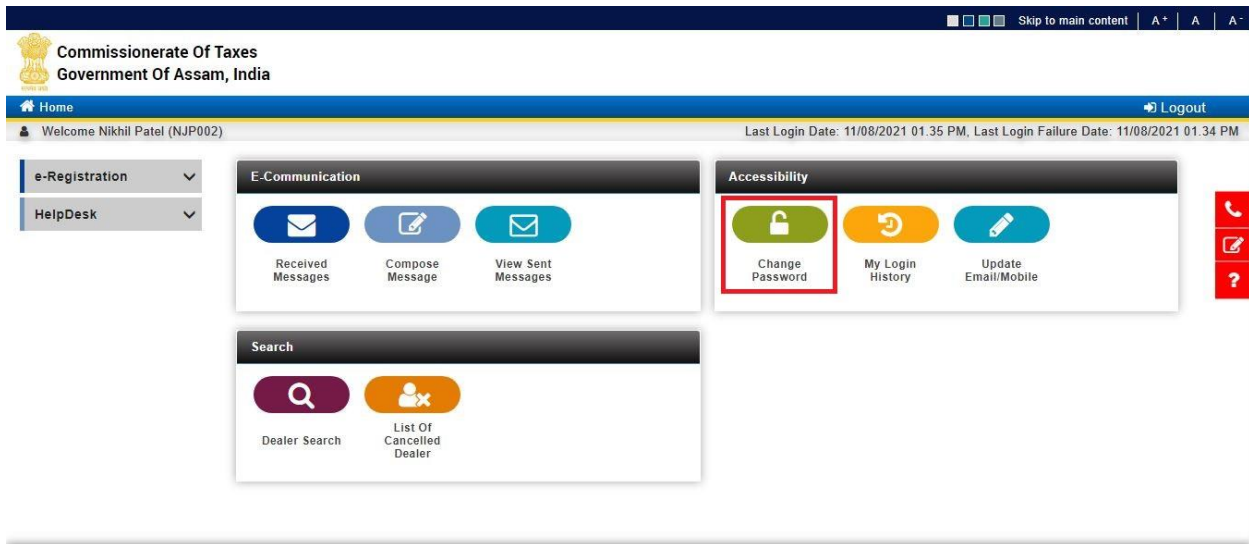 Skip to main content | A+ | A | A-
Commissionerate Of Taxes
Government Of Assam, India
Home
Logout
Welcome Nikhil Patel (NJP002)
Last Login Date: 11/08/2021 01.35 PM, Last Login Failure Date: 11/08/2021 01.34 PM
e-Registration
HelpDesk
E-Communication
Received
Messages
Compose
Message
View Sent
Messages
Accessibility
Change
Password
My Login
History
Update
Email/Mobile
?
Search
Dealer Search
List Of
Cancelled
Dealer